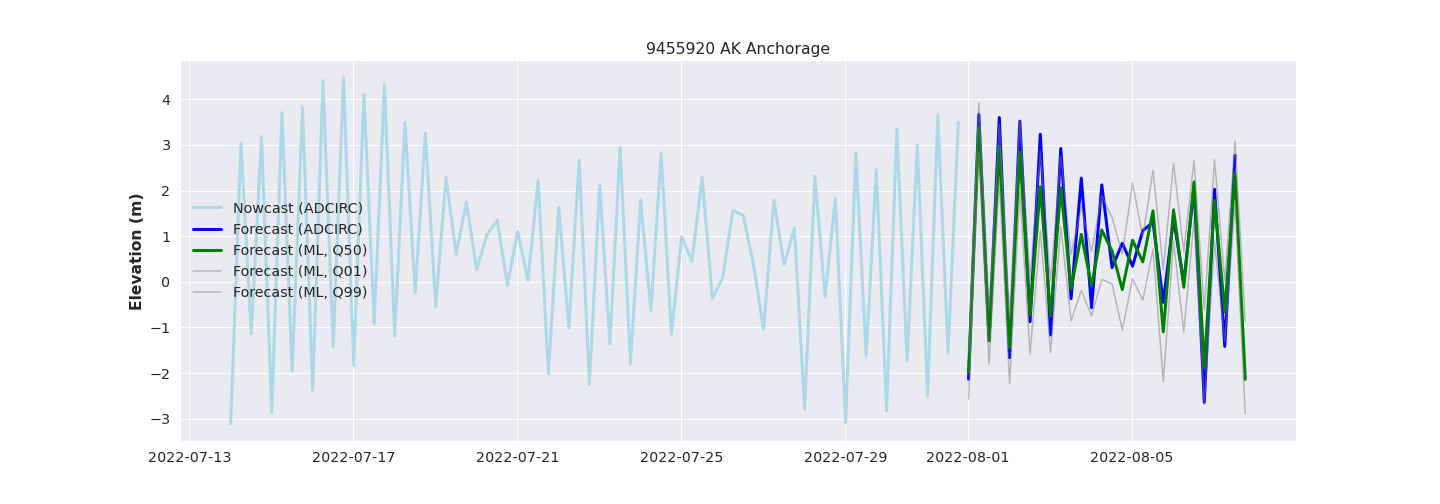 9455920 AK Anchorage
Elevation (m)
4
3
2
1
0
−1
−2
−3
Nowcast (ADCIRC)
Forecast (ADCIRC)
Forecast (ML, Q50)
Forecast (ML, Q01)
Forecast (ML, Q99)
2022-07-13 2022-07-17 2022-07-21 2022-07-25 2022-07-29 2022-08-01 2022-08-05